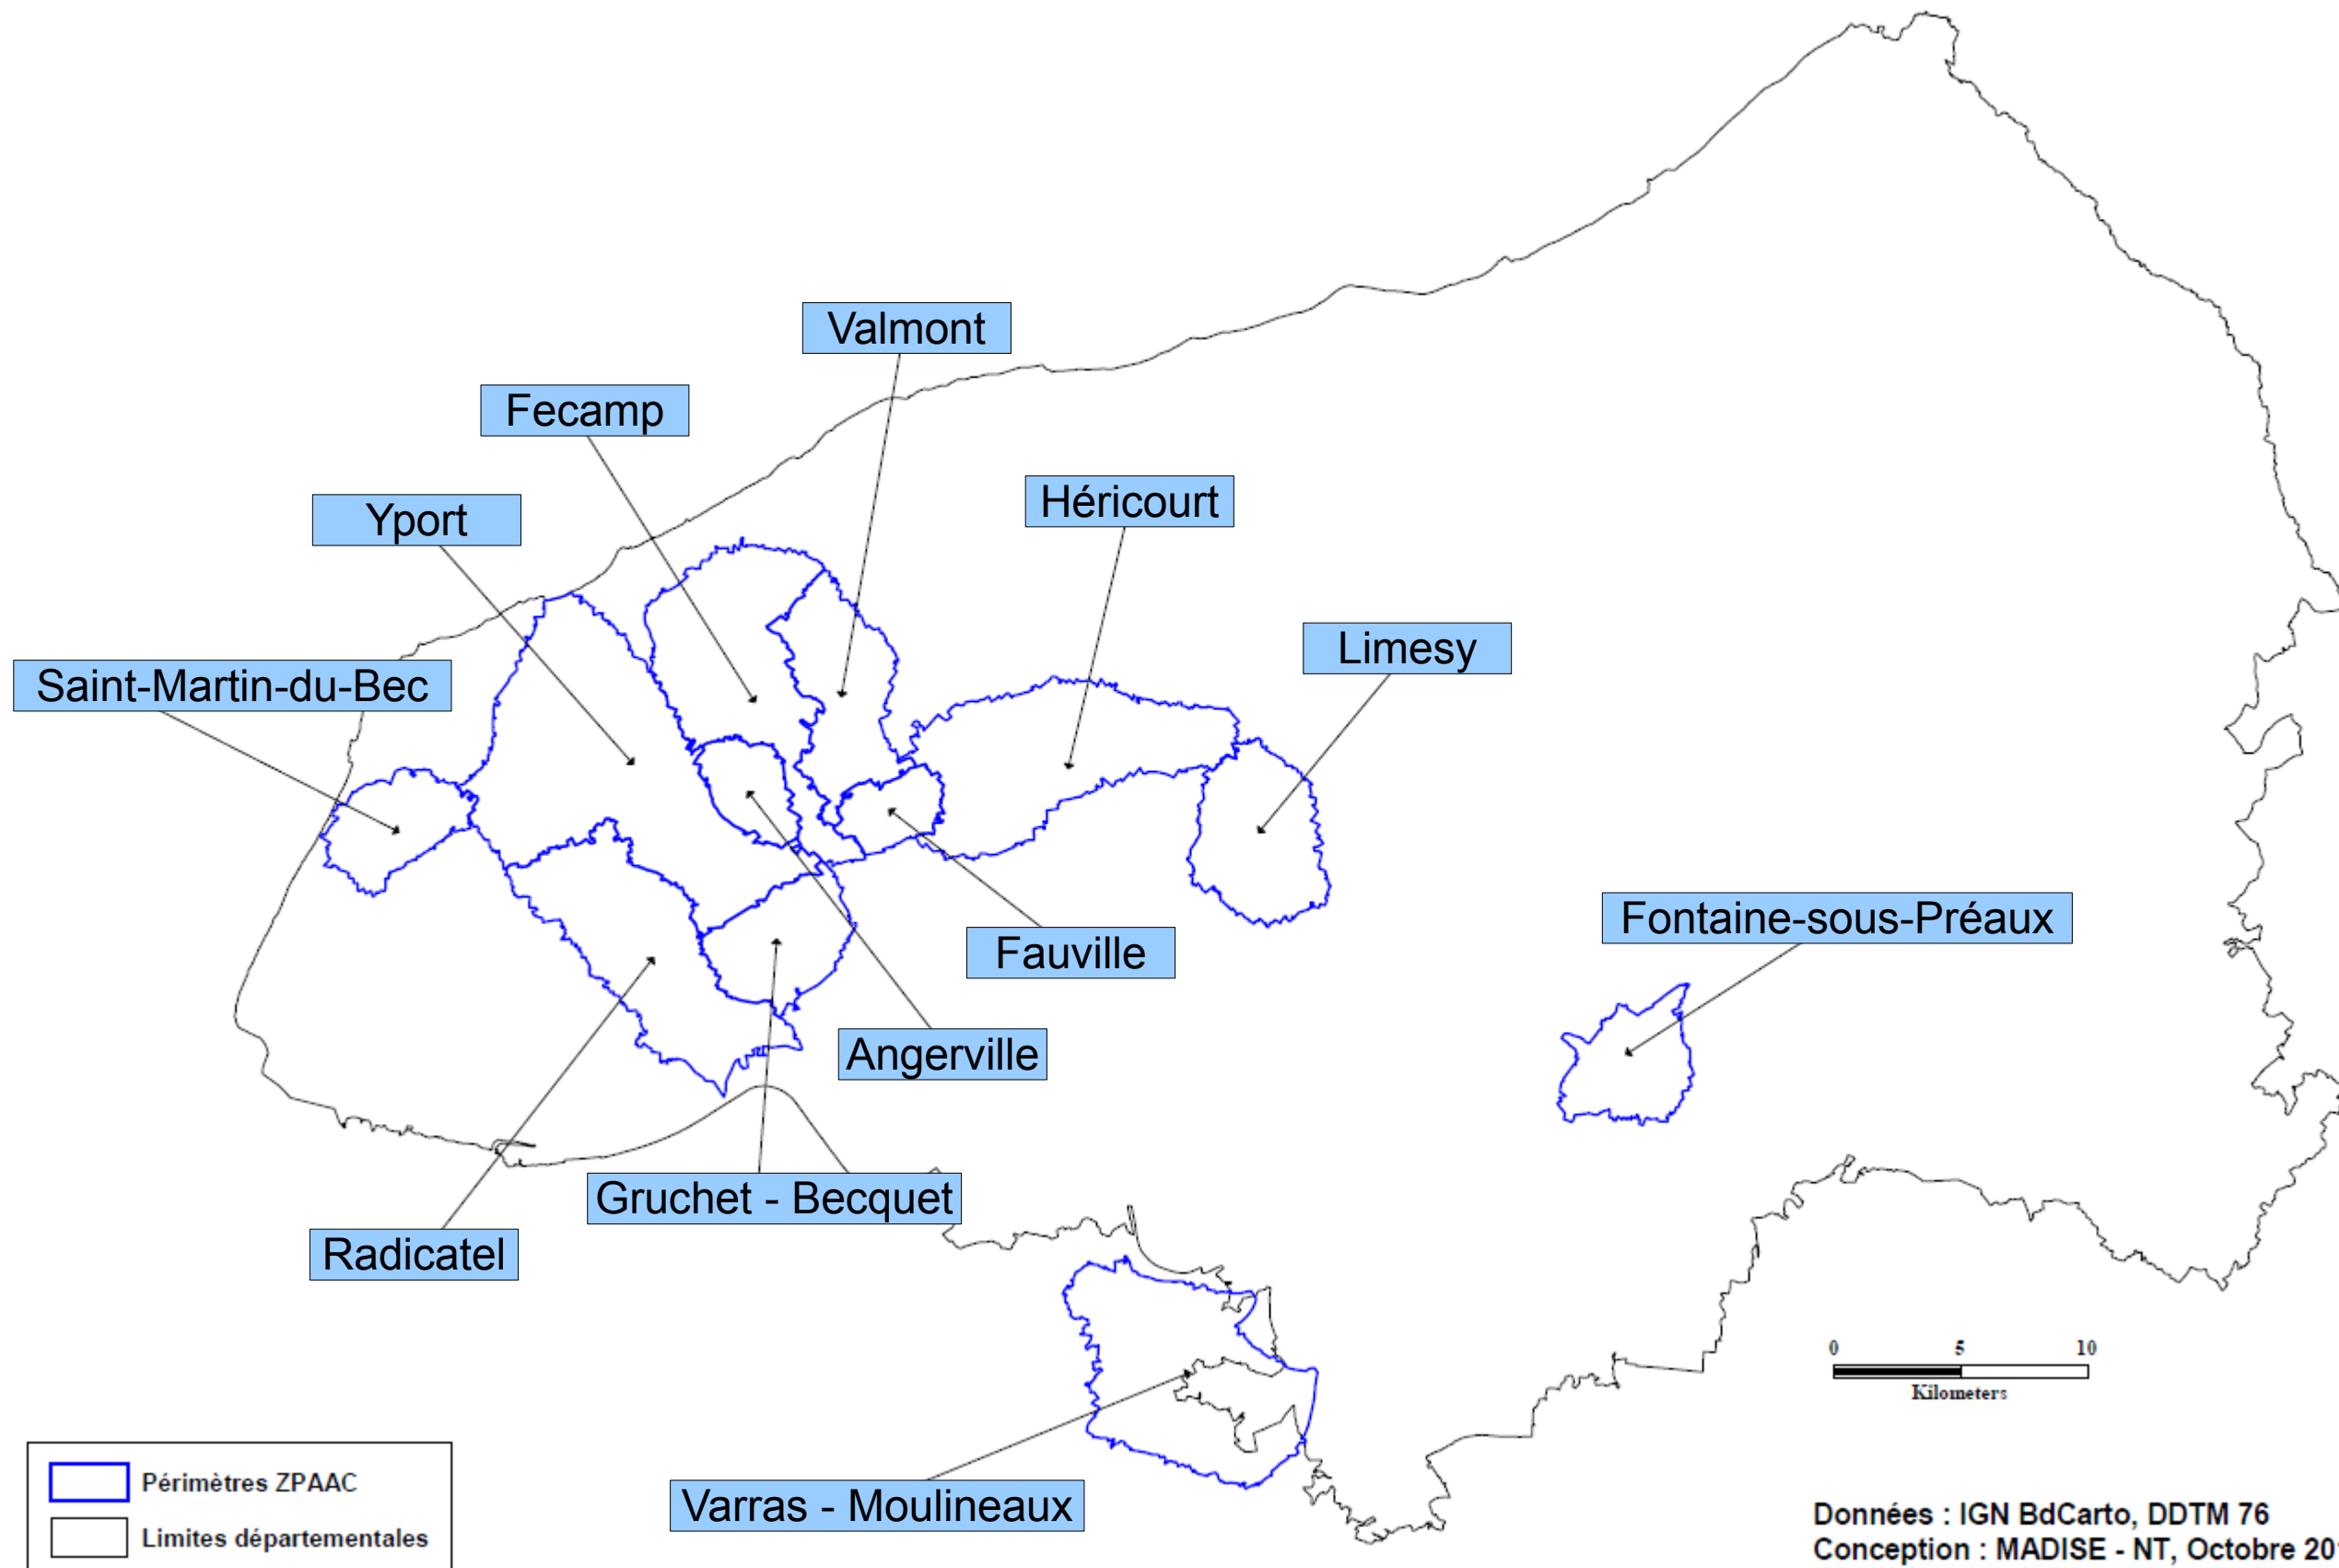 Valmont
Fecamp
Yport
Héricourt
Limesy
Saint-Martin-du-Bec
Fontaine-sous-Préaux
Fauville
Angerville
Gruchet - Becquet
Radicatel
0 5 10
Kilometers
Varras - Moulineaux
Périmètres ZPAAC
Limites départementales
Données : IGN BdCarto, DDTM 76
Conception : MADISE - NT, Octobre